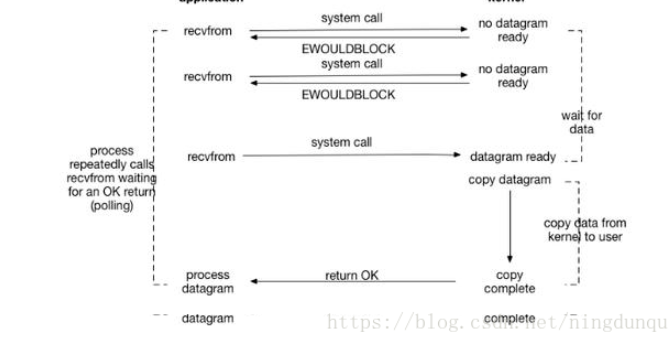 application
kernel
recvfrom
system call
no datagram
ready
EWOULDBLOCK
recvfrom
system call
no datagram
ready
EWOULDBLOCK
wait for
data
process
repeatedly calls
recvfrom waiting
for an OK return
(polling)
recvfrom
system call
datagram ready
copy datagram
copy data from
kernel to user
process
datagram
return OK
copy
complete
datagram
complete
https://blog.csdn.net/ningdunqu